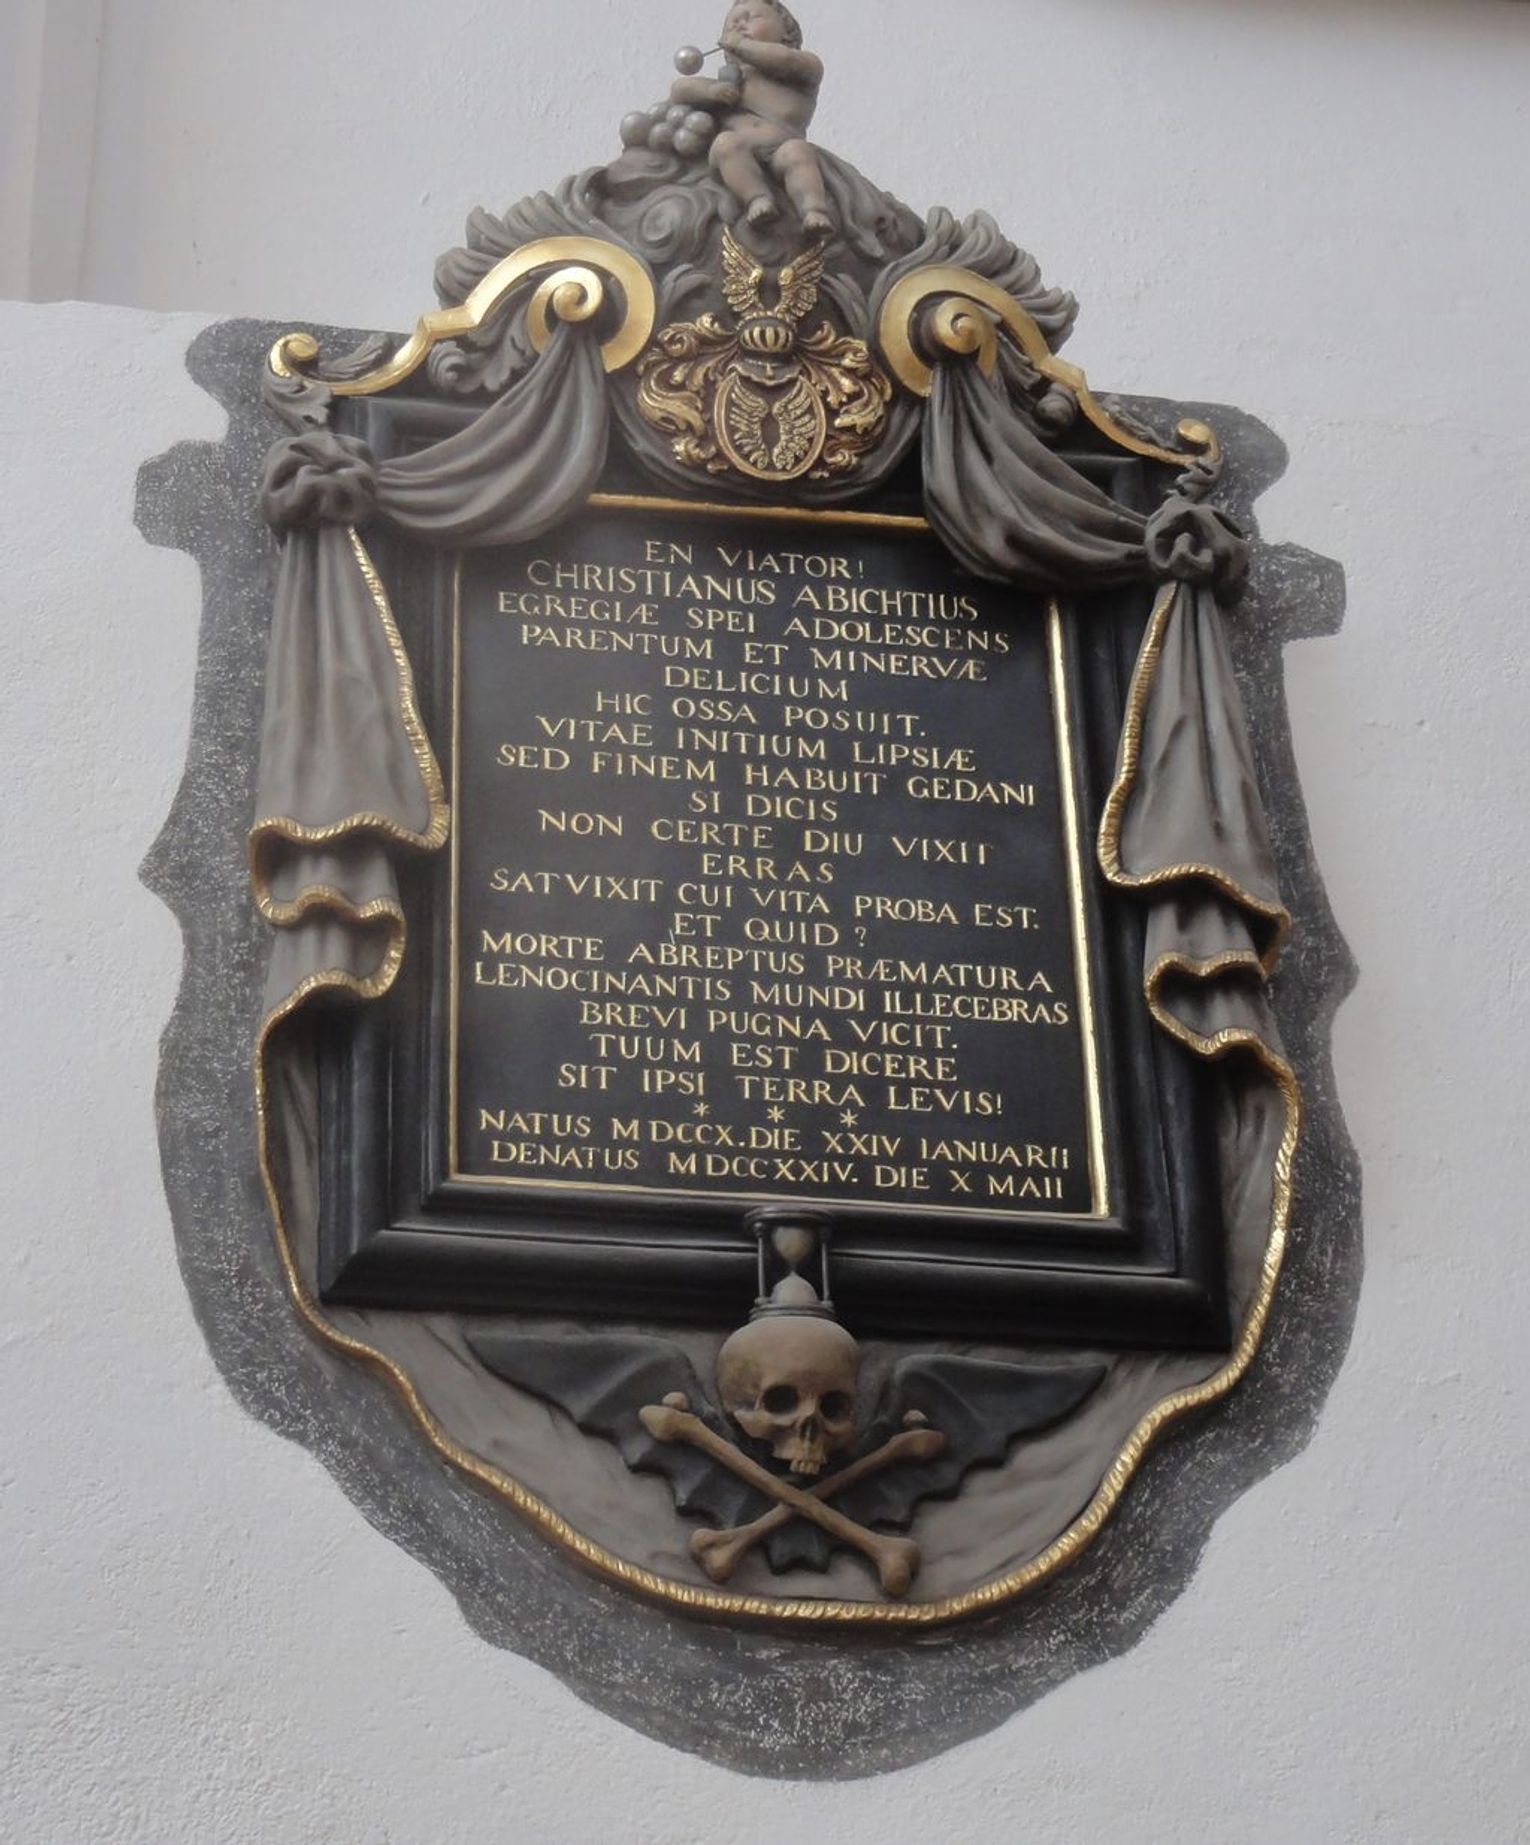 EN VIATOR!
CHRISTIANUS ABICHTIUS
EGREGIÆ SPEI ADOLESCENS
PARENTUM ET MINERVÆ
DELICIUM
HIC OSSA POSUIT.
VITAE INITIUM LIPSIÆ
SED FINEM HABUIT GEDANI
SI DICIS
NON CERTE DIU VIXIT
ERRAS
SAT VIXIT CUI VITA PROBA EST.
ET QUID?
MORTE ABREPTUS PRÆMATURA
LENOCINANTIS MUNDI ILLECEBRAS
BREVI PUGNA VICIT.
TUUM EST DICERE
SIT IPSI TERRA LEVIS!
* * *
NATUS MDCCX. DIE XXIV IANUARII
DENATUS MDCCXXIV. DIE X MAII